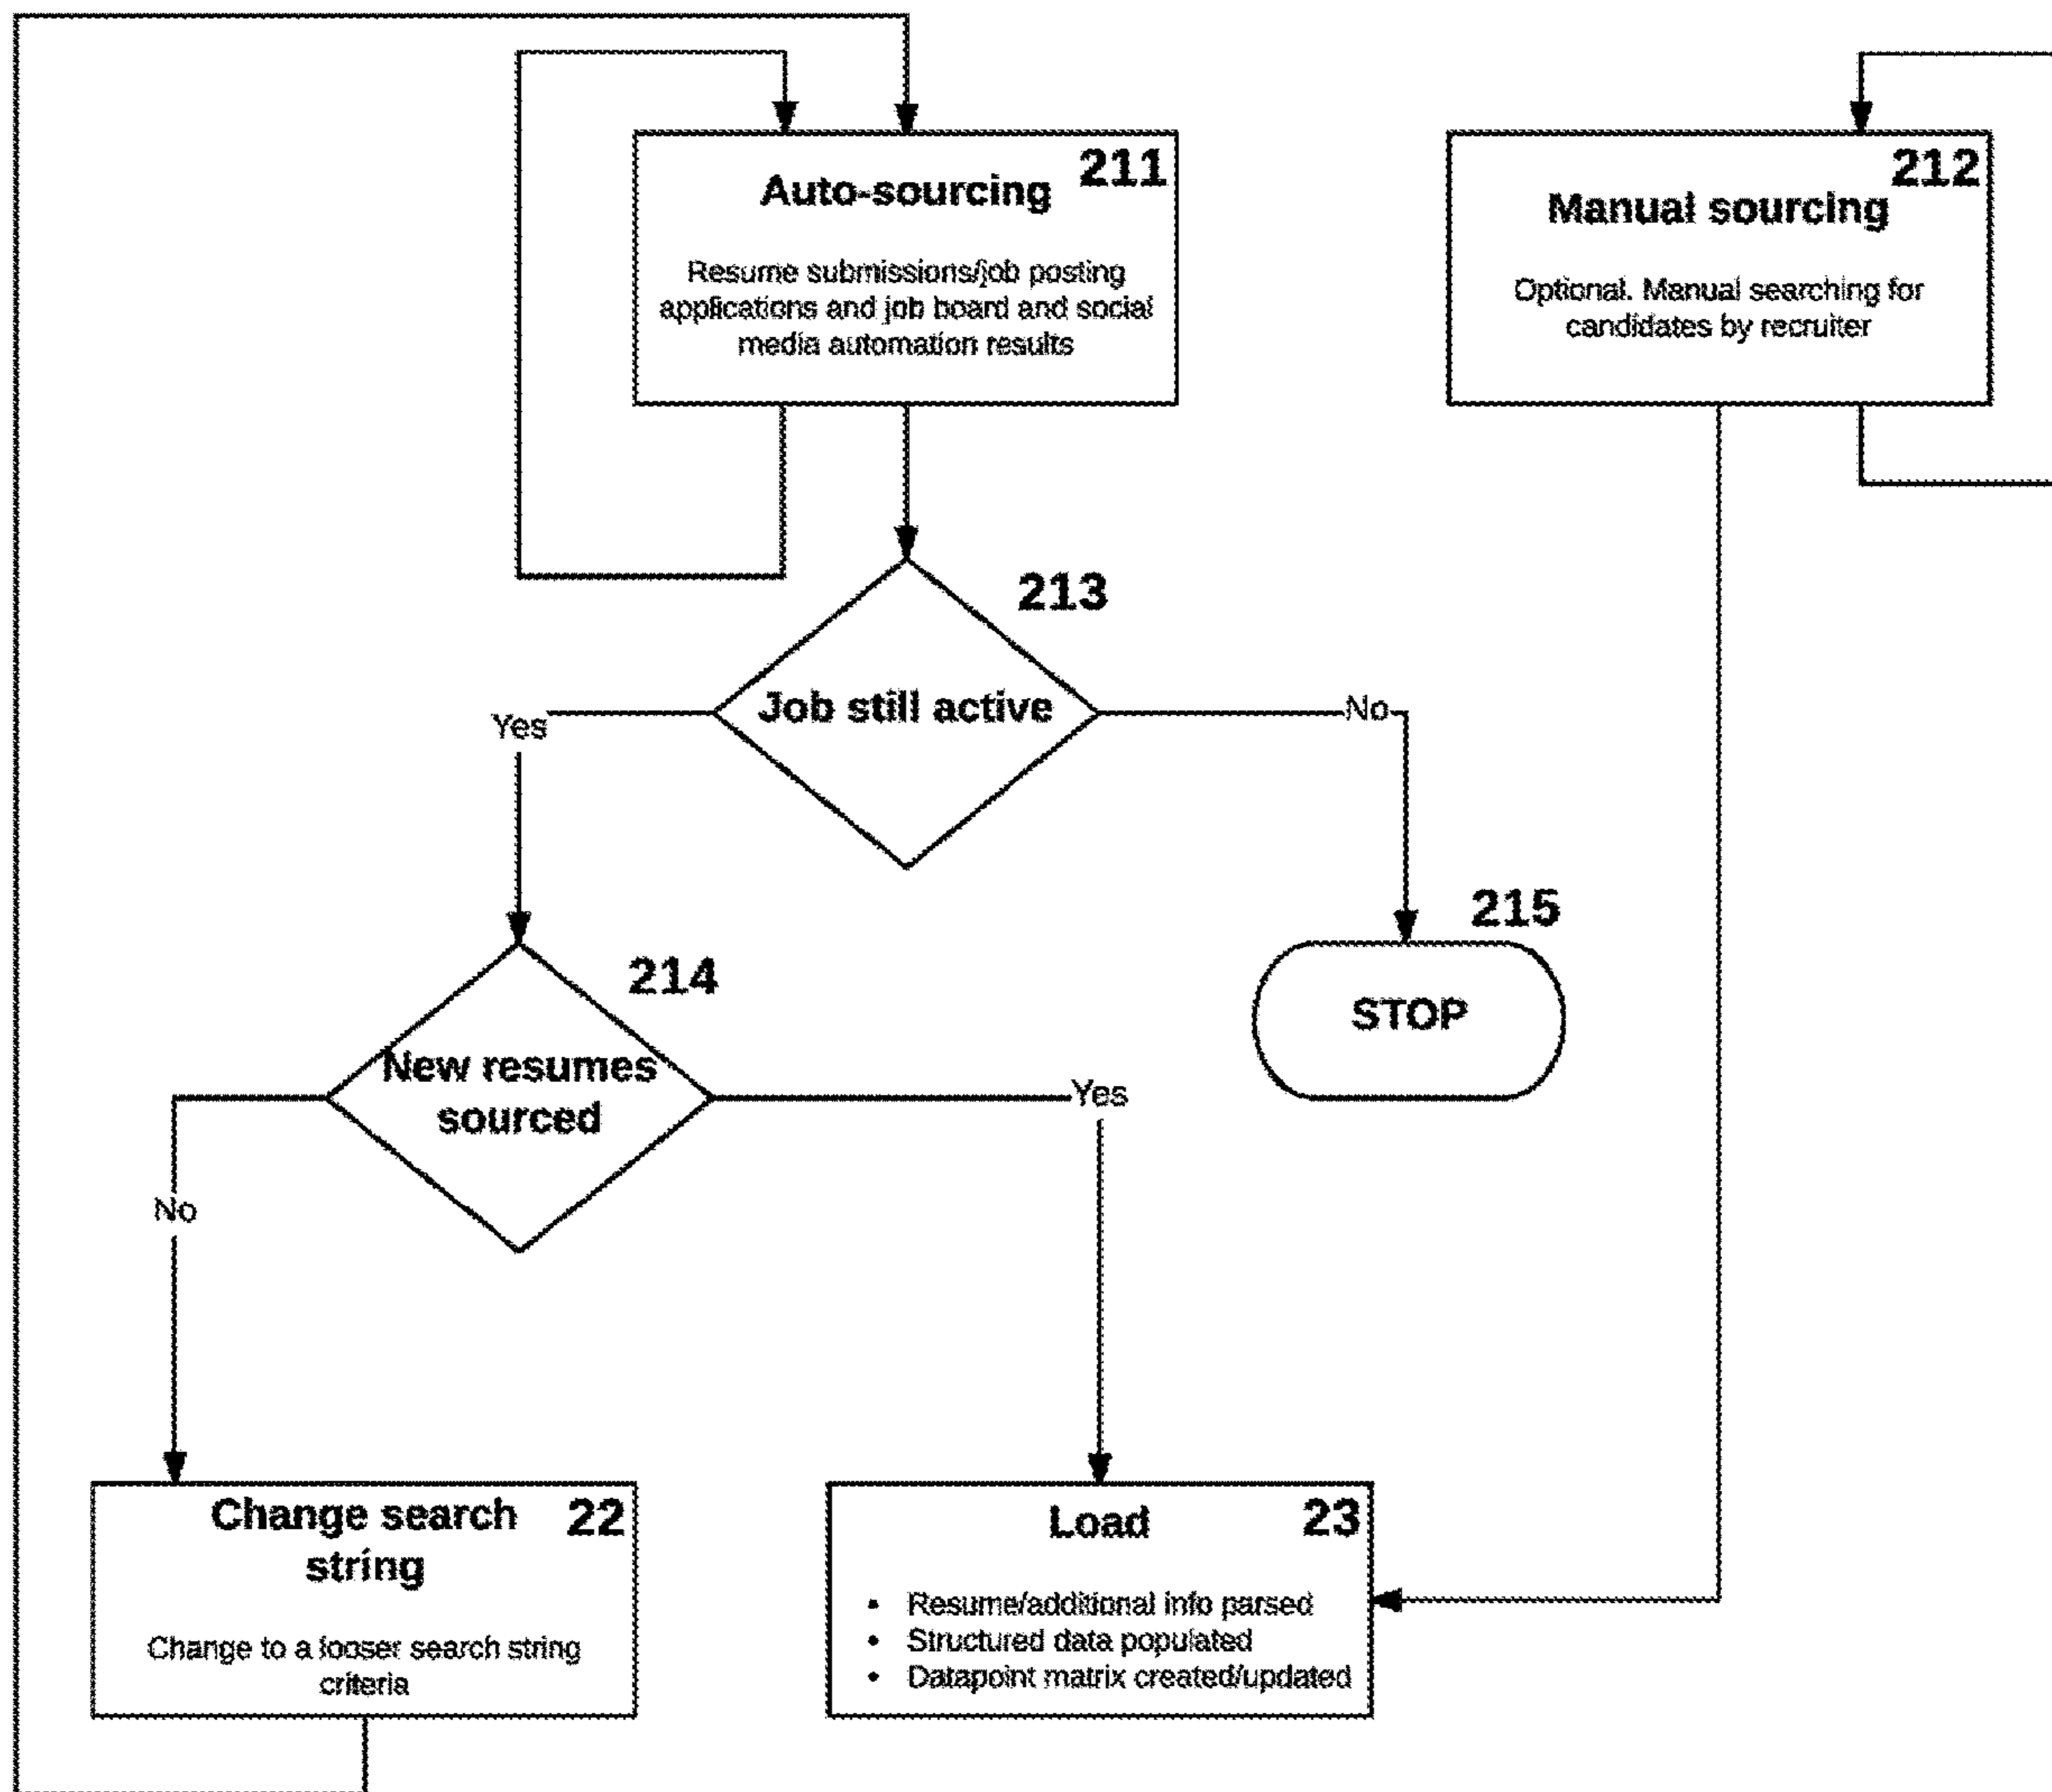 211
Auto-sourcing
Resume submissions/job posting
applications and job board and social
media automation results
212
Manual sourcing
Optional. Manual searching for
candidates by recruiter
213
Job still active
Yes
No
215
STOP
214
New resumes
sourced
Yes
No
Change search
string
22
Change to a looser search string
criteria
Load
23
• Resume/additional info parsed
• Structured data populated
• Datapoint matrix created/updated